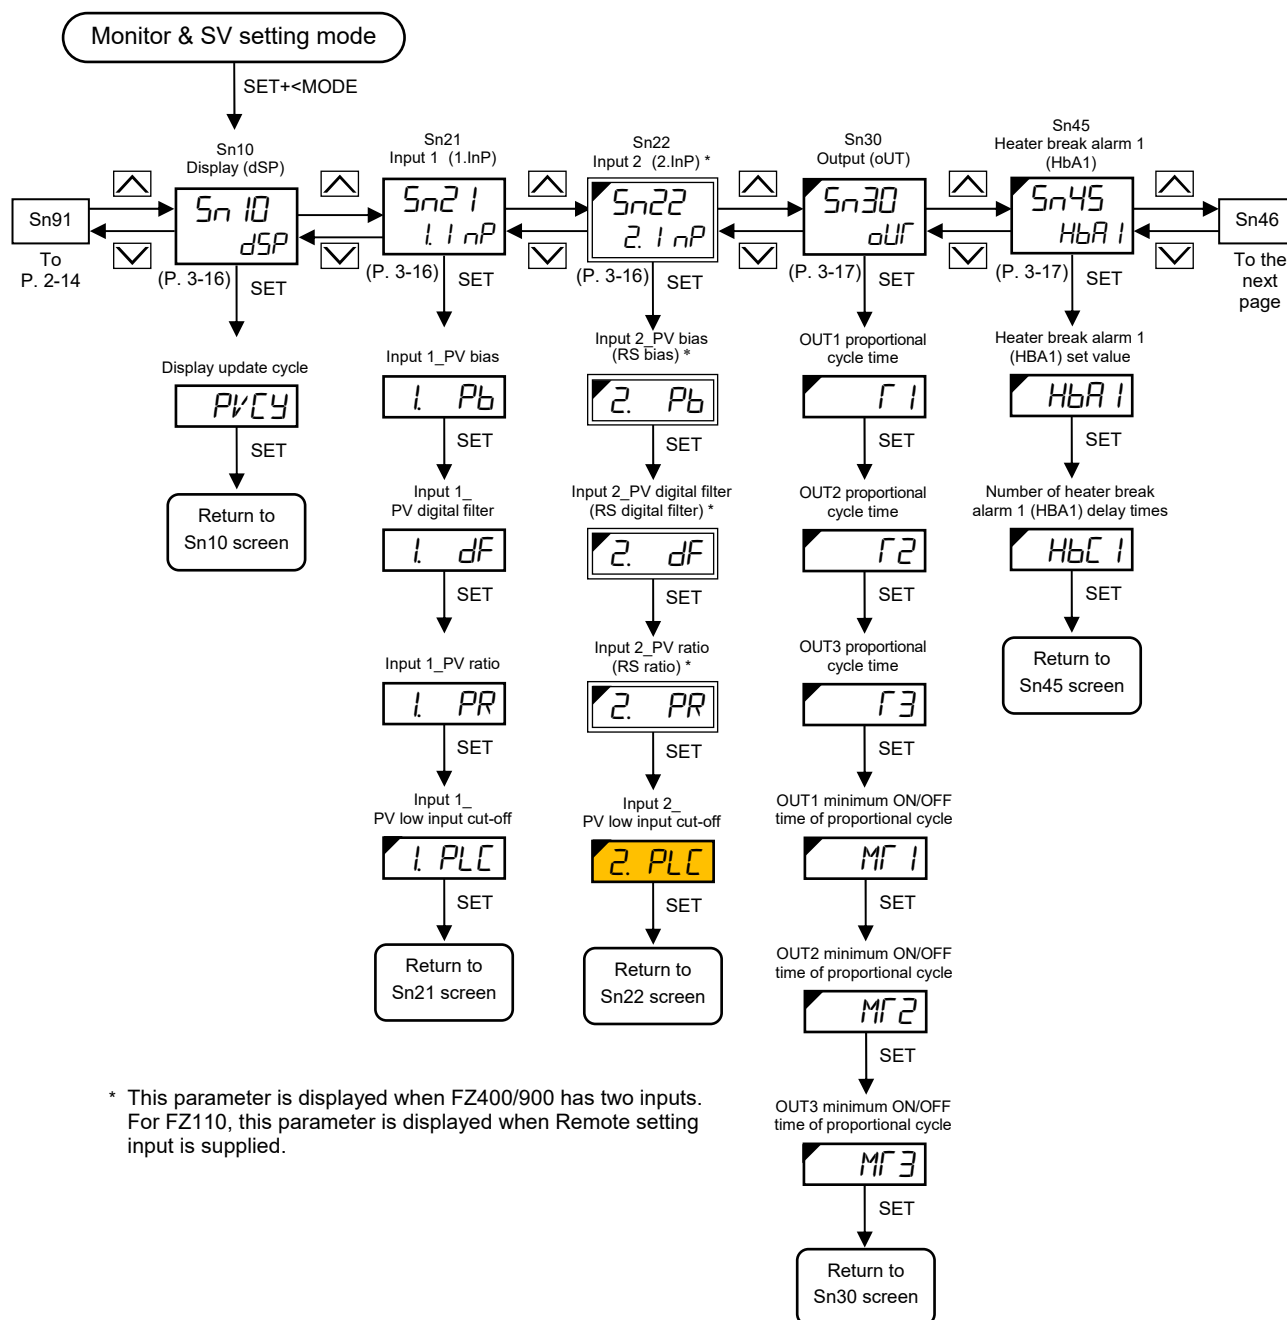 Monitor & SV setting mode
SET+<MODE
Sn10
Display (dSP)
Sn21
Input 1 (1.InP)
Sn22
Input 2 (2.InP) *
Sn30
Output (oUT)
Sn45
Heater break alarm 1
(HbA1)
Sn91
To
P. 2-14
Sn10
dSP
Sn21
1. InP
Sn22
2. InP
Sn30
oUT
Sn45
HbA1
Sn46
To the
next
page
(P. 3-16)
SET
(P. 3-16)
SET
(P. 3-16)
SET
(P. 3-17)
SET
(P. 3-17)
SET
Display update cycle
PVCY
SET
Return to
Sn10 screen
Input 1_PV bias
1. Pb
SET
Input 1_
PV digital filter
1. dF
SET
Input 1_PV ratio
1. PR
SET
Input 1_
PV low input cut-off
1. PLC
SET
Return to
Sn21 screen
Input 2_PV bias
(RS bias) *
2. Pb
SET
Input 2_PV digital filter
(RS digital filter) *
2. dF
SET
Input 2_PV ratio
(RS ratio) *
2. PR
SET
Input 2_
PV low input cut-off
2. PLC
SET
Return to
Sn22 screen
OUT1 proportional
cycle time
T1
SET
OUT2 proportional
cycle time
T2
SET
OUT3 proportional
cycle time
T3
SET
OUT1 minimum ON/OFF
time of proportional cycle
MT1
SET
OUT2 minimum ON/OFF
time of proportional cycle
MT2
SET
OUT3 minimum ON/OFF
time of proportional cycle
MT3
SET
Return to
Sn30 screen
Heater break alarm 1
(HBA1) set value
HbA1
SET
Number of heater break
alarm 1 (HBA1) delay times
HbC1
SET
Return to
Sn45 screen
* This parameter is displayed when FZ400/900 has two inputs.
For FZ110, this parameter is displayed when Remote setting
input is supplied.